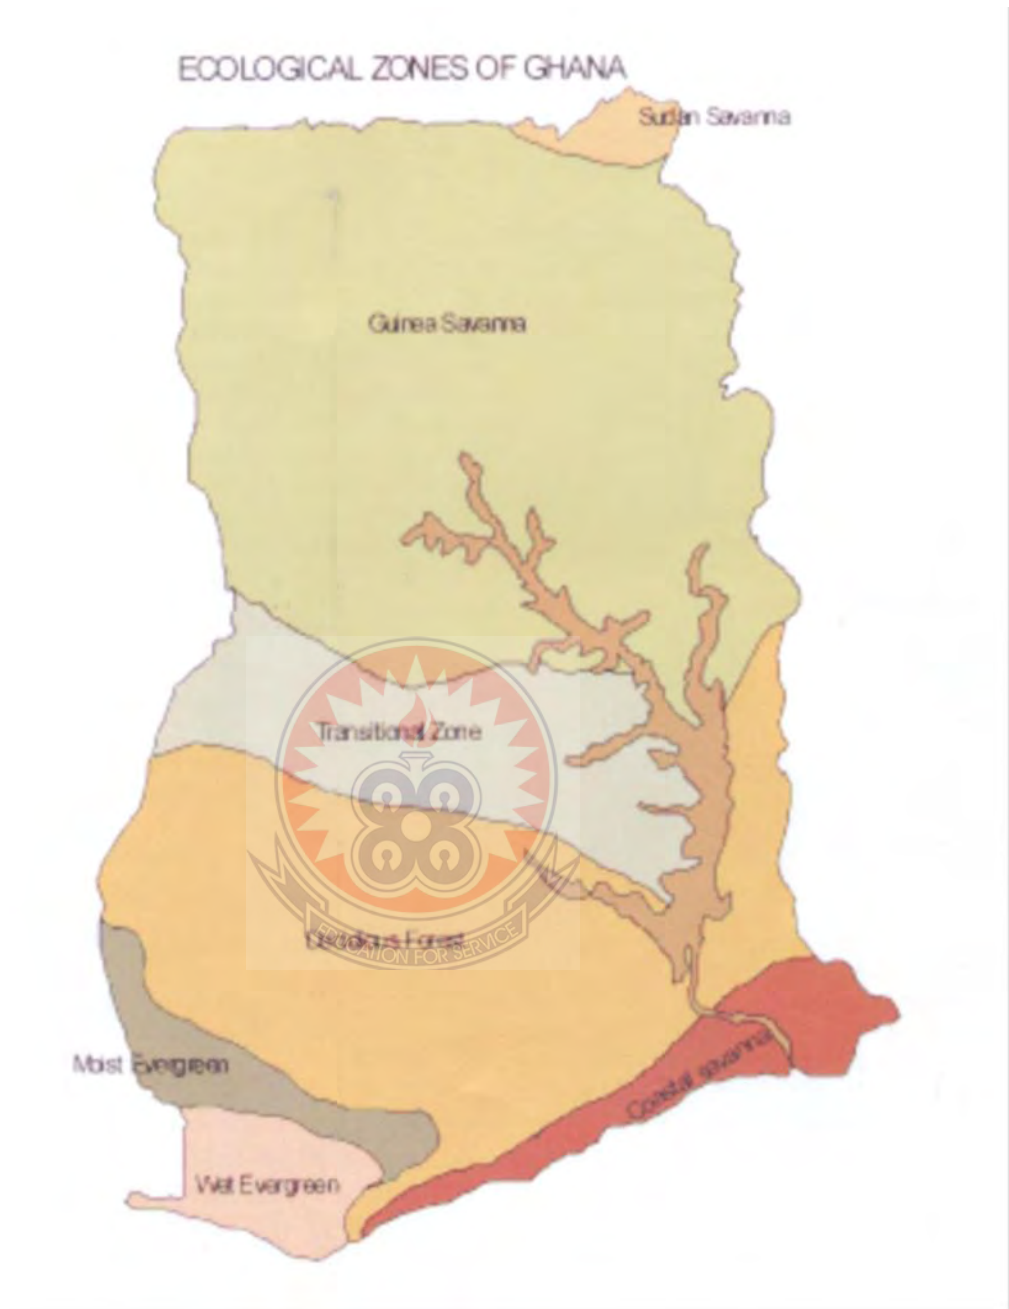 ECOLOGICAL ZONES OF GHANA
Sudan Savanna
Guinea Savanna
Transitional Zone
Deciduous Forest
EDUCATION FOR SERVICE
Moist Evergreen
Coastal savanna
Wet Evergreen